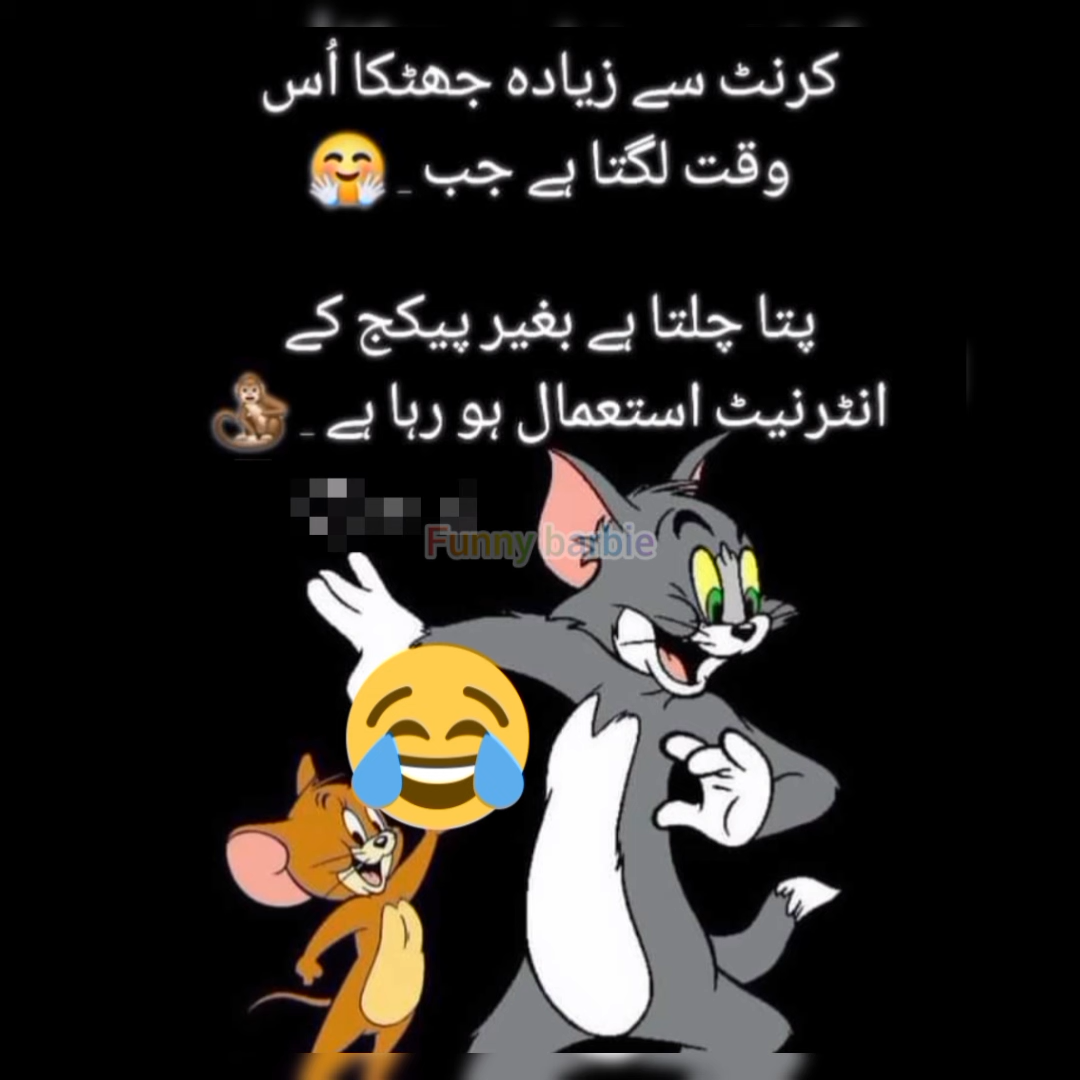 کرنٹ سے زیادہ جھٹکا اُس
وقت لگتا ہے جب ۔🤗
پتا چلتا ہے بغیر پیکج کے
انٹرنیٹ استعمال ہو رہا ہے ۔🐒
Funny barbie